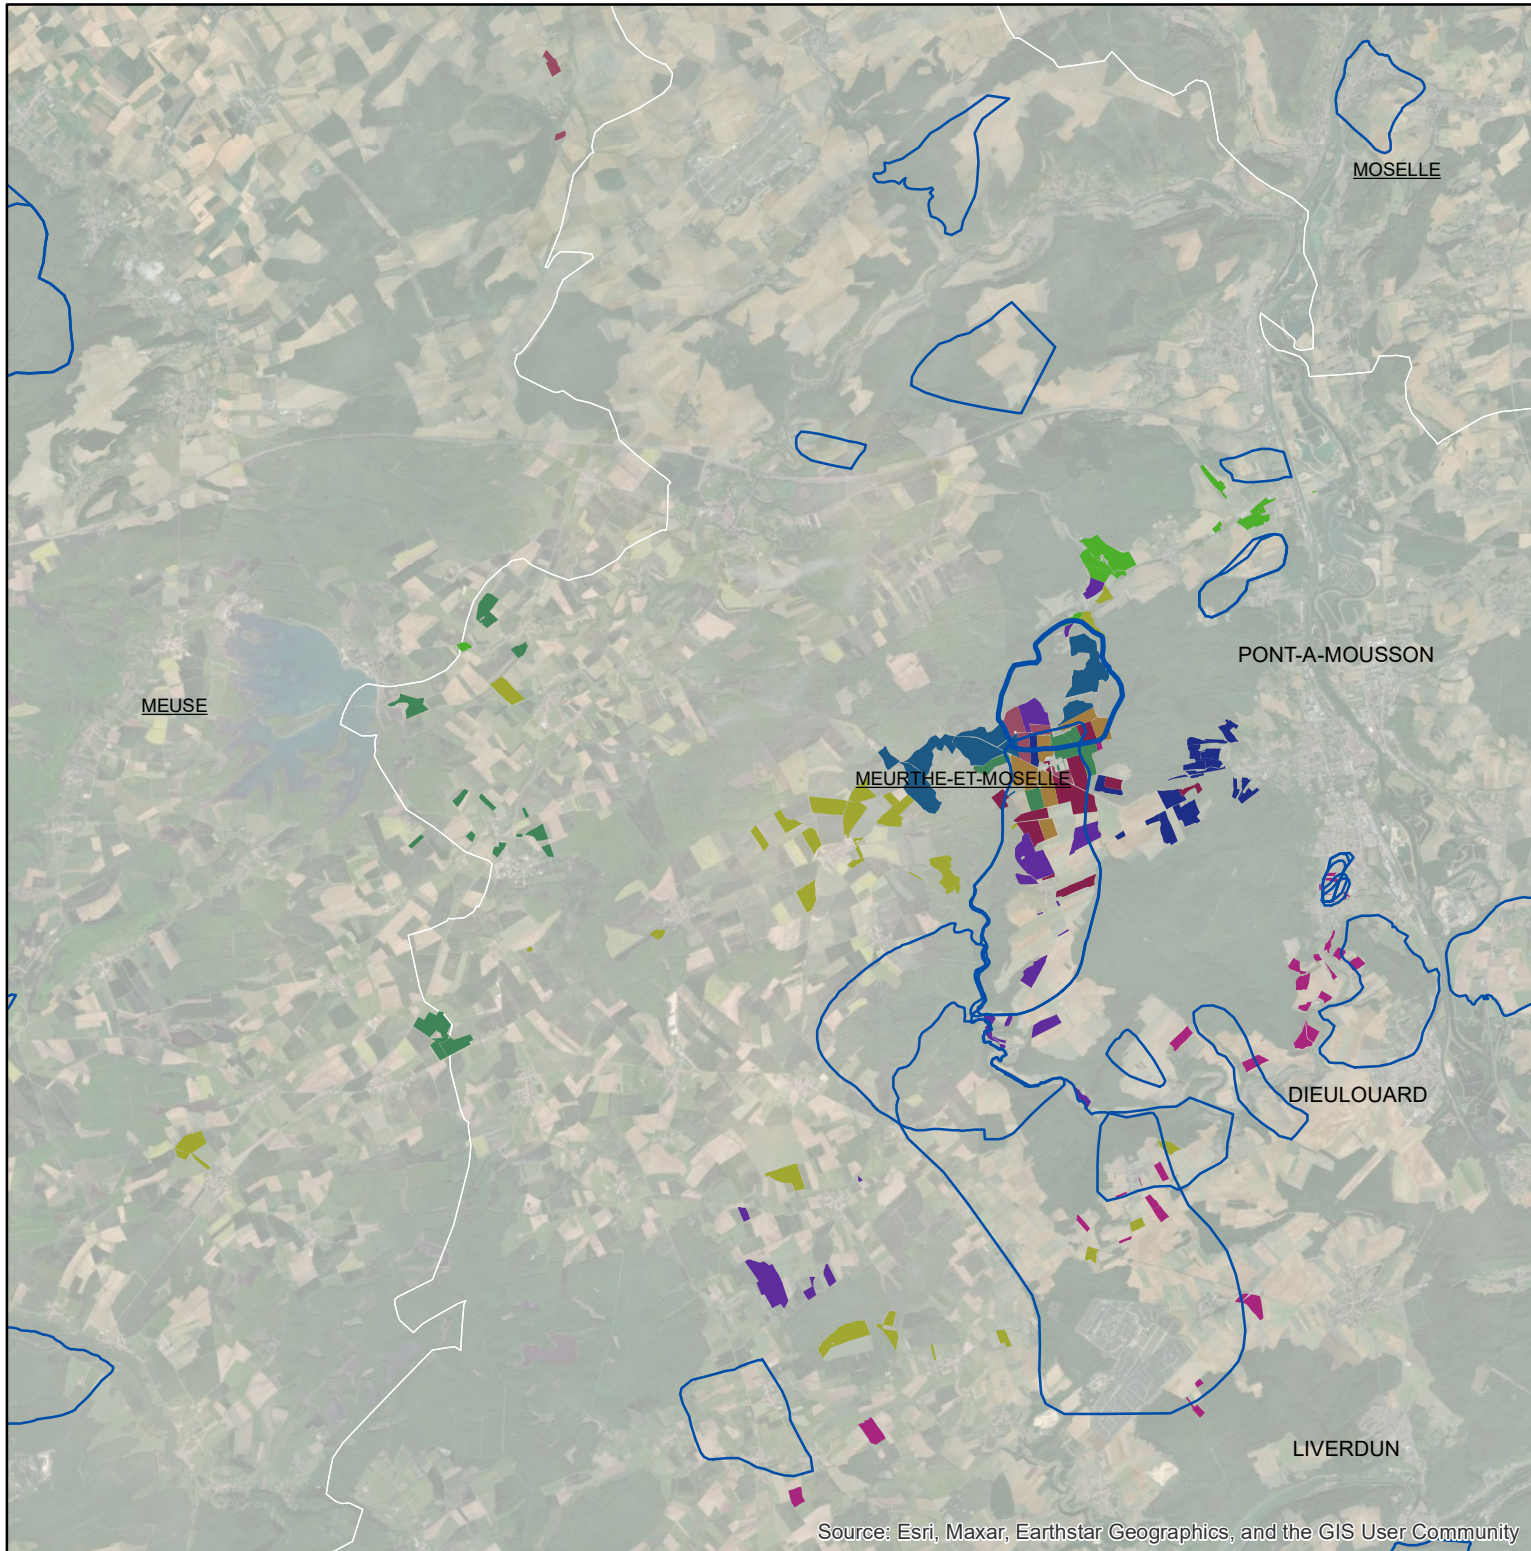 MOSELLE
PONT-A-MOUSSON
MEUSE
MEURTHE-ET-MOSELLE
DIEULOUARD
LIVERDUN
Source: Esri, Maxar, Earthstar Geographics, and the GIS User Community